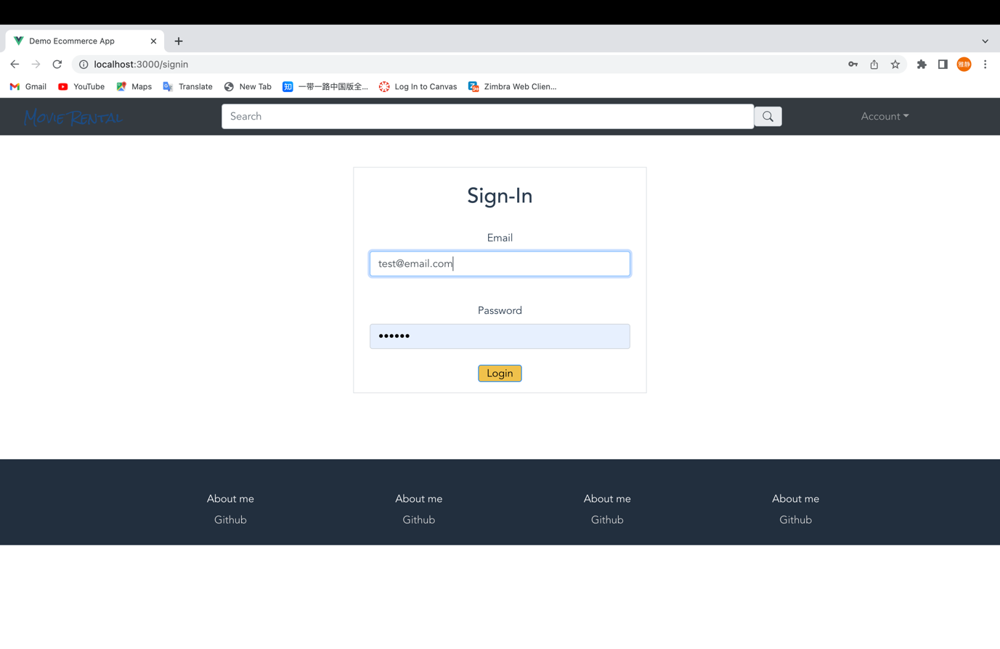 Demo Ecommerce App
localhost:3000/signin
雅静
Gmail YouTube Maps Translate New Tab 知 一带一路中国版全... Log In to Canvas Zimbra Web Clien...
Movie Rental Search Account
Sign-In
Email
test@email.com
Password
••••••
Login
About me About me About me About me
Github Github Github Github